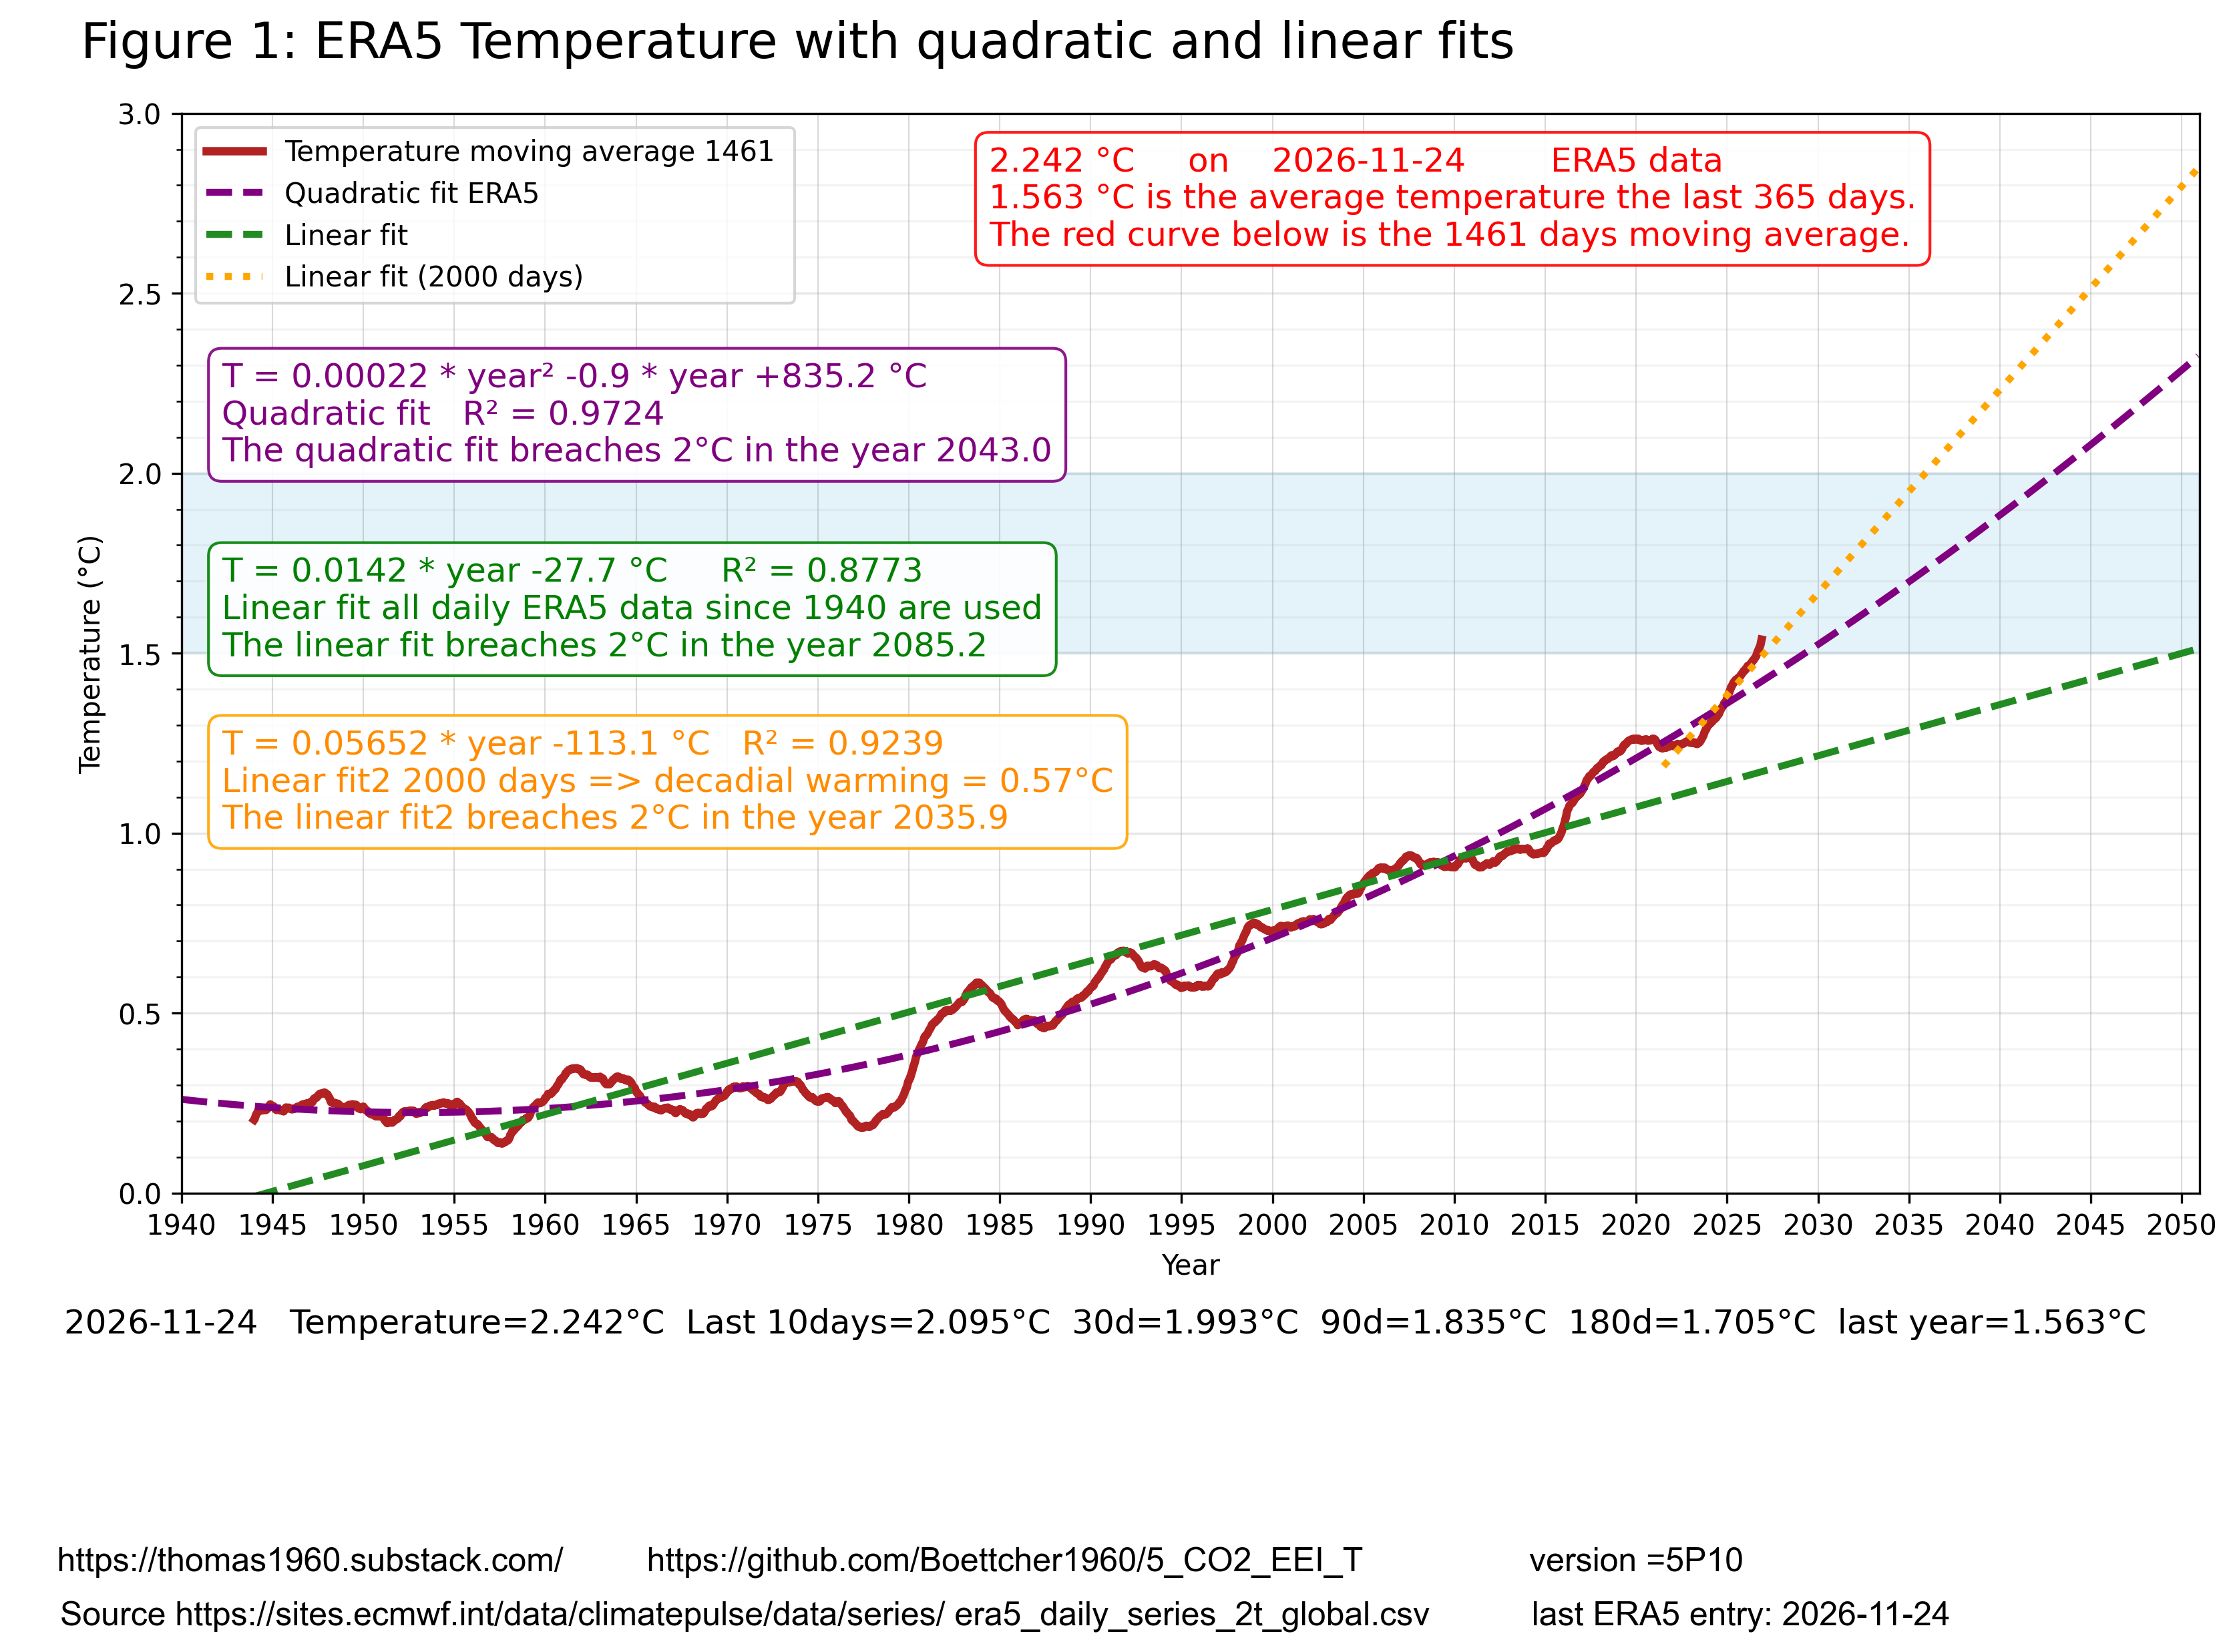 Figure 1: ERA5 Temperature with quadratic and linear fits
3.0
2.5
2.0
1.5
1.0
0.5
0.0
Temperature (°C)
Temperature moving average 1461
Quadratic fit ERA5
Linear fit
Linear fit (2000 days)
2.242 °C on 2026-11-24 ERA5 data
1.563 °C is the average temperature the last 365 days.
The red curve below is the 1461 days moving average.
T = 0.00022 * year² -0.9 * year +835.2 °C
Quadratic fit R² = 0.9724
The quadratic fit breaches 2°C in the year 2043.0
T = 0.0142 * year -27.7 °C R² = 0.8773
Linear fit all daily ERA5 data since 1940 are used
The linear fit breaches 2°C in the year 2085.2
T = 0.05652 * year -113.1 °C R² = 0.9239
Linear fit2 2000 days => decadial warming = 0.57°C
The linear fit2 breaches 2°C in the year 2035.9
1940 1945 1950 1955 1960 1965 1970 1975 1980 1985 1990 1995 2000 2005 2010 2015 2020 2025 2030 2035 2040 2045 2050
Year
2026-11-24 Temperature=2.242°C Last 10days=2.095°C 30d=1.993°C 90d=1.835°C 180d=1.705°C last year=1.563°C
https://thomas1960.substack.com/ https://github.com/Boettcher1960/5_CO2_EEI_T version =5P10
Source https://sites.ecmwf.int/data/climatepulse/data/series/ era5_daily_series_2t_global.csv last ERA5 entry: 2026-11-24